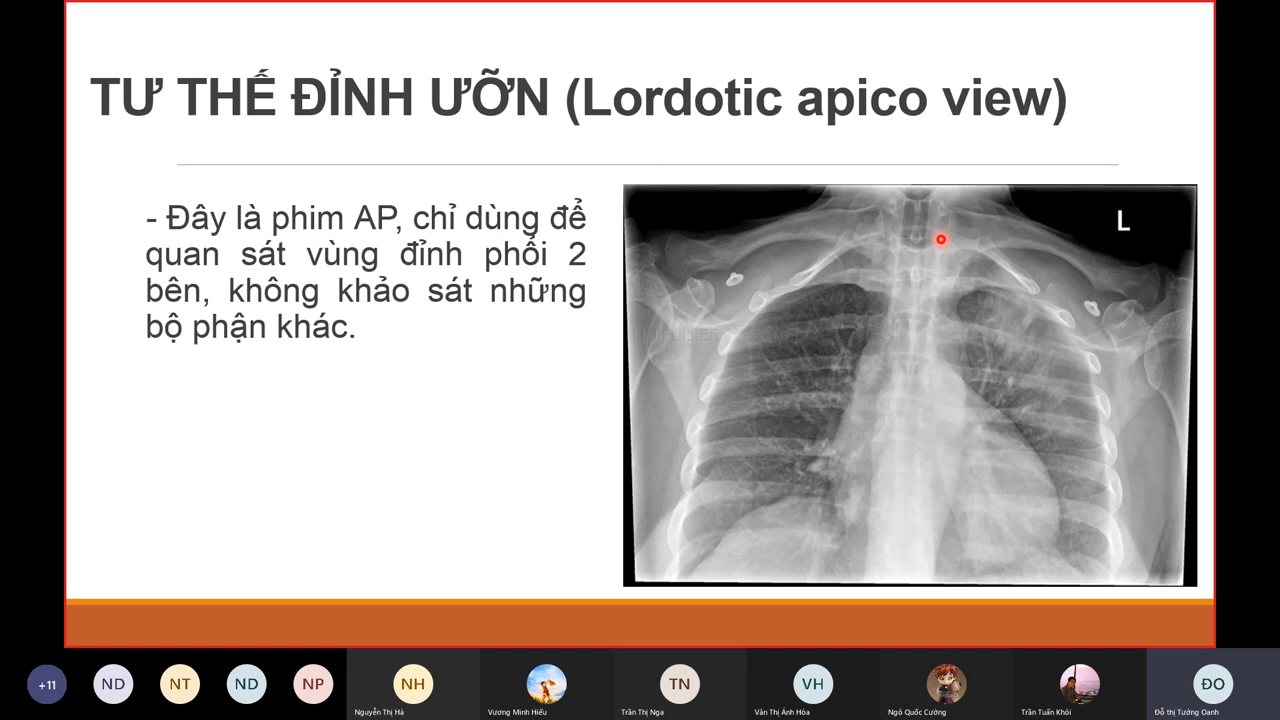 TƯ THẾ ĐỈNH ƯỠN (Lordotic apico view)
- Đây là phim AP, chỉ dùng để
quan sát vùng đỉnh phổi 2
bên, không khảo sát những
bộ phận khác.
L
+11
ND
NT
ND
NP
NH
TN
VH
ĐO
Nguyễn Thị Hà
Vương Minh Hiếu
Trần Thị Nga
Văn Thị Ánh Hòa
Ngô Quốc Cường
Trần Tuấn Khôi
Đỗ thị Tường Oanh